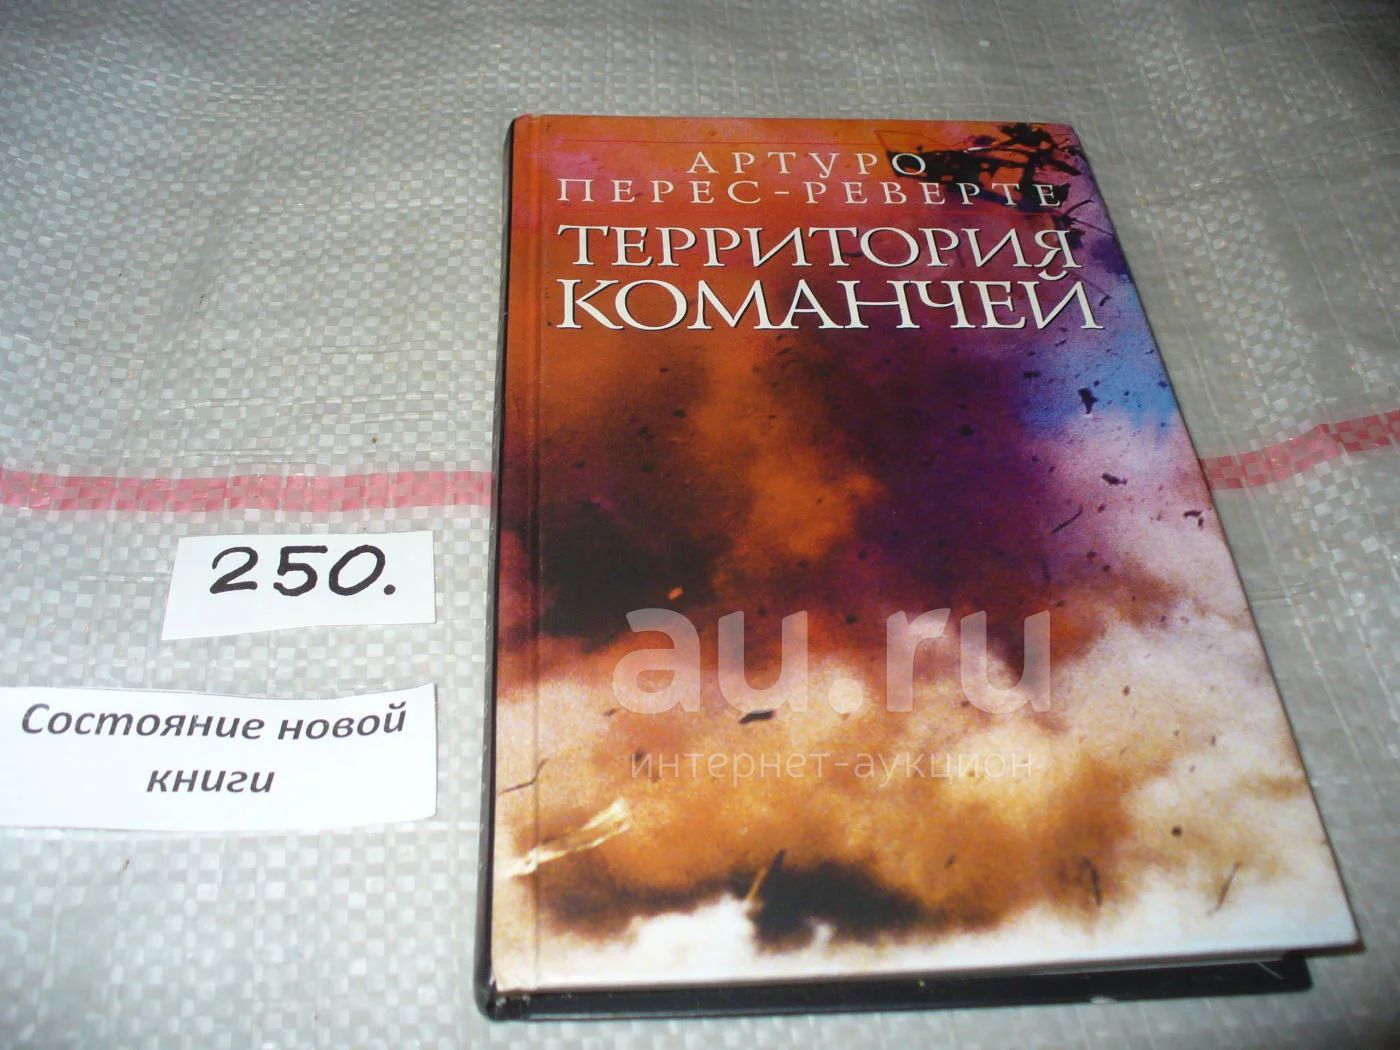 АРТУРО
ПЕРЕС-РЕВЕРТЕ
ТЕРРИТОРИЯ
КОМАНЧЕЙ
250.
Состояние новой
книги
au.ru
интернет-аукцион